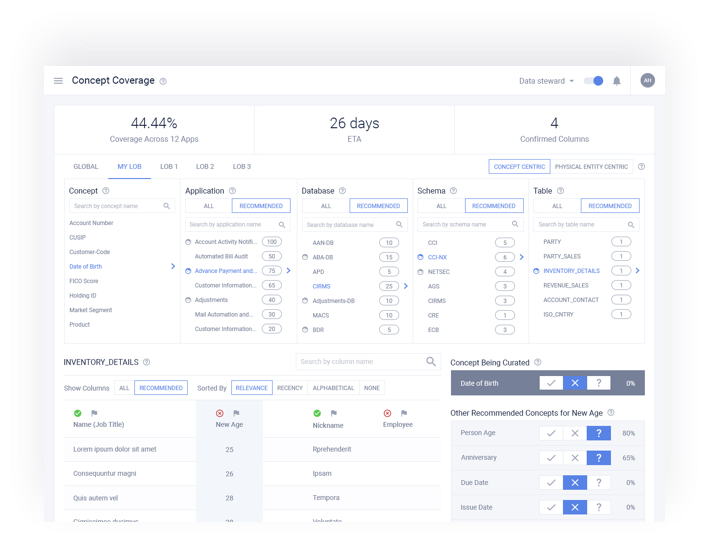 Concept Coverage
Data steward
AH
44.44%
Coverage Across 12 Apps
26 days
ETA
4
Confirmed Columns
GLOBAL MY LOB LOB 1 LOB 2 LOB 3
CONCEPT CENTRIC PHYSICAL ENTITY CENTRIC
Concept
Search by concept name
Account Number
CUSIP
Customer-Code
Date of Birth
FICO Score
Holding ID
Market Segment
Product
Application
ALL RECOMMENDED
Search by application name
Account Activity Notifi... 100
Automated Bill Audit 50
Advance Payment and... 75
Customer Information... 65
Adjustments 40
Mail Automation and... 30
Customer Information... 20
Database
ALL RECOMMENDED
Search by database name
AAN-DB 10
ABA-DB 15
APD 5
CIRMS 25
Adjustments-DB 10
MACS 10
BDR 5
Schema
ALL RECOMMENDED
Search by schema name
CCI 5
CCI-NX 6
NETSEC 4
AGS 3
CIRMS 3
CRE 1
ECB 3
Table
ALL RECOMMENDED
Search by table name
PARTY 1
PARTY_SALES 1
INVENTORY_DETAILS 1
REVENUE_SALES 1
ACCOUNT_CONTACT 1
ISO_CNTRY 1
INVENTORY_DETAILS
Search by column name
Show Columns ALL RECOMMENDED Sorted By RELEVANCE RECENCY ALPHABETICAL NONE
Name (Job Title) New Age Nickname Employee
Lorem ipsum dolor sit amet 25 Rprehenderit
Consequuntur magni 26 Ipsam
Quis autem vel 28 Tempora
Concept Being Curated
Date of Birth ? 0%
Other Recommended Concepts for New Age
Person Age ? 80%
Anniversary ? 65%
Due Date ? 0%
Issue Date ? 0%